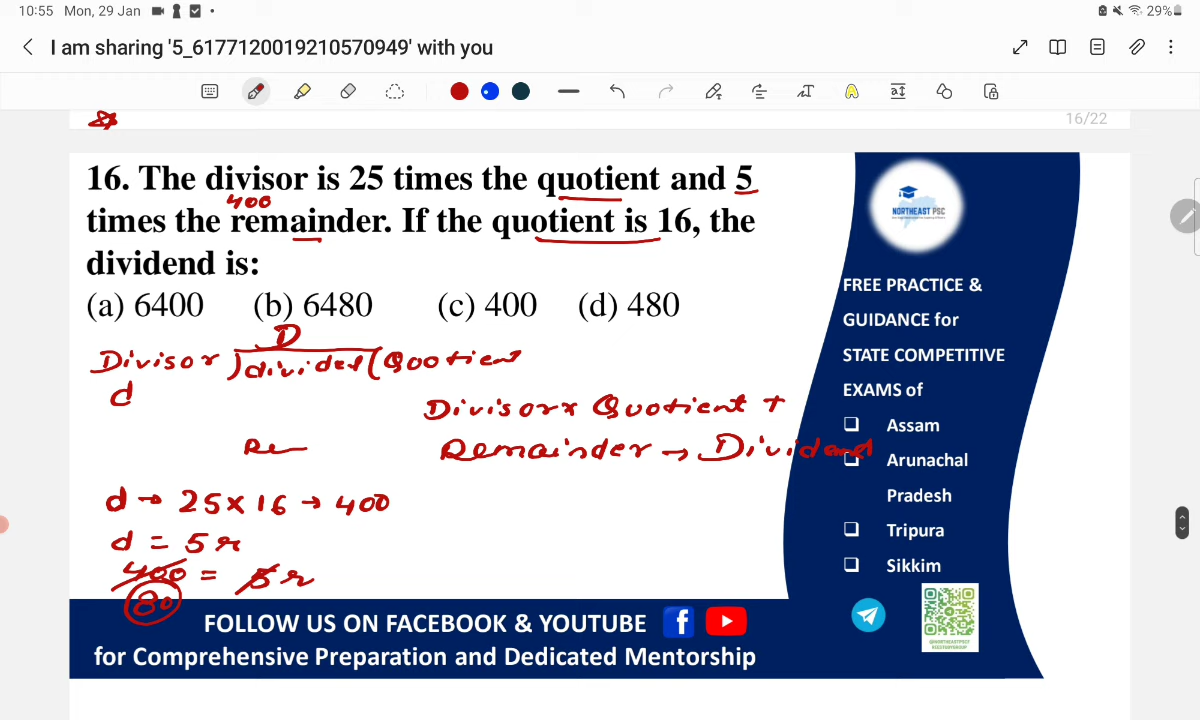 10:55 Mon, 29 Jan
29%
I am sharing '5_6177120019210570949' with you
16/22
16. The divisor is 25 times the quotient and 5
400
times the remainder. If the quotient is 16, the
dividend is:
(a) 6400 (b) 6480 (c) 400 (d) 480
D
Divisor )divided( Quotient
d
Divisor x Quotient +
Re
Remainder → Dividend
d → 25 x 16 → 400
d = 5 r
400 = 5 r
80
NORTHEAST PSC
FREE PRACTICE &
GUIDANCE for
STATE COMPETITIVE
EXAMS of
Assam
Arunachal
Pradesh
Tripura
Sikkim
FOLLOW US ON FACEBOOK & YOUTUBE
for Comprehensive Preparation and Dedicated Mentorship